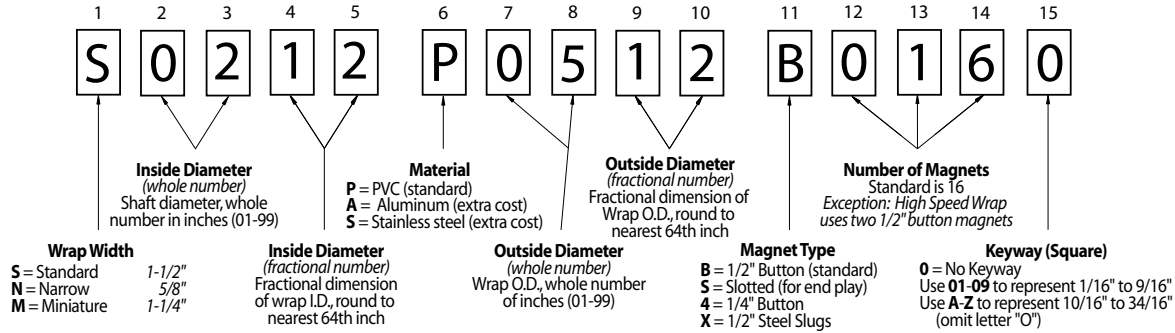 1 2 3 4 5 6 7 8 9 10 11 12 13 14 15
S 0 2 1 2 P 0 5 1 2 B 0 1 6 0
Inside Diameter
(whole number)
Shaft diameter, whole
number in inches (01-99)
Material
P = PVC (standard)
A = Aluminum (extra cost)
S = Stainless steel (extra cost)
Outside Diameter
(fractional number)
Fractional dimension of
Wrap O.D., round to
nearest 64th inch
Number of Magnets
Standard is 16
Exception: High Speed Wrap
uses two 1/2" button magnets
Wrap Width
S = Standard 1-1/2"
N = Narrow 5/8"
M = Miniature 1-1/4"
Inside Diameter
(fractional number)
Fractional dimension
of wrap I.D., round to
nearest 64th inch
Outside Diameter
(whole number)
Wrap O.D., whole number
of inches (01-99)
Magnet Type
B = 1/2" Button (standard)
S = Slotted (for end play)
4 = 1/4" Button
X = 1/2" Steel Slugs
Keyway (Square)
0 = No Keyway
Use 01-09 to represent 1/16" to 9/16"
Use A-Z to represent 10/16" to 34/16"
(omit letter "O")